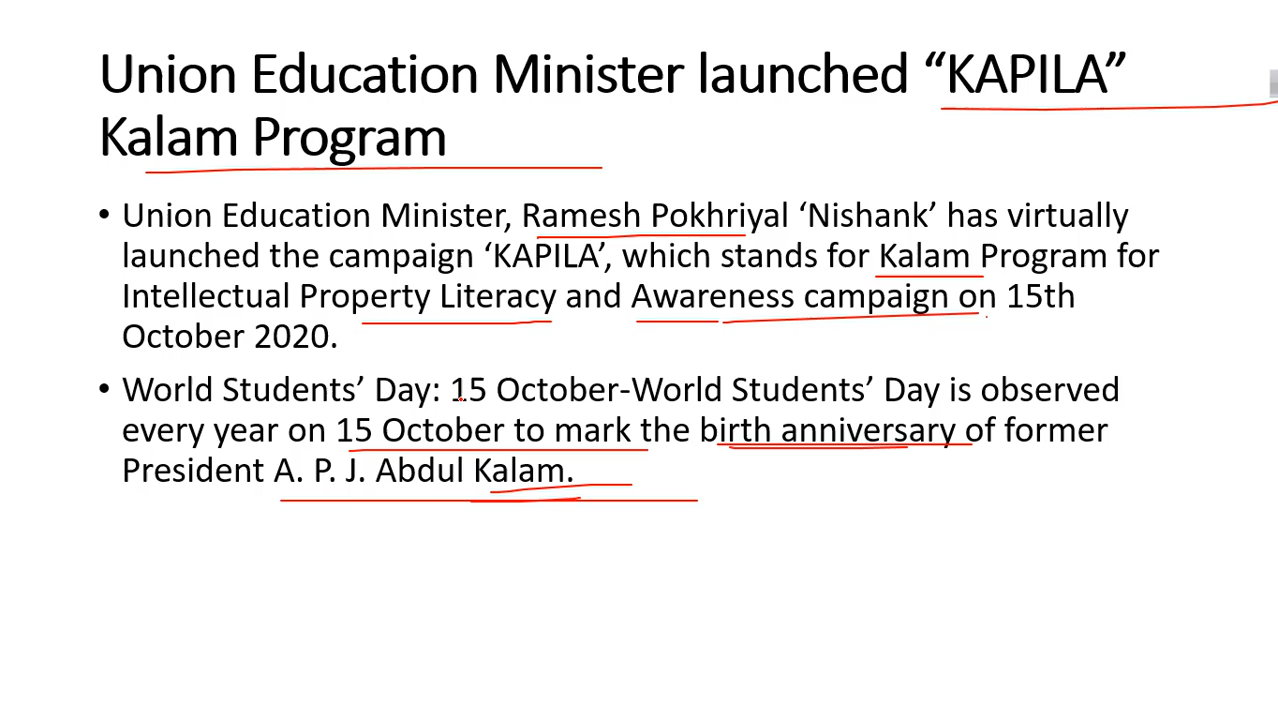 Union Education Minister launched “KAPILA”
Kalam Program
• Union Education Minister, Ramesh Pokhriyal ‘Nishank’ has virtually
launched the campaign ‘KAPILA’, which stands for Kalam Program for
Intellectual Property Literacy and Awareness campaign on 15th
October 2020.
• World Students’ Day: 15 October-World Students’ Day is observed
every year on 15 October to mark the birth anniversary of former
President A. P. J. Abdul Kalam.